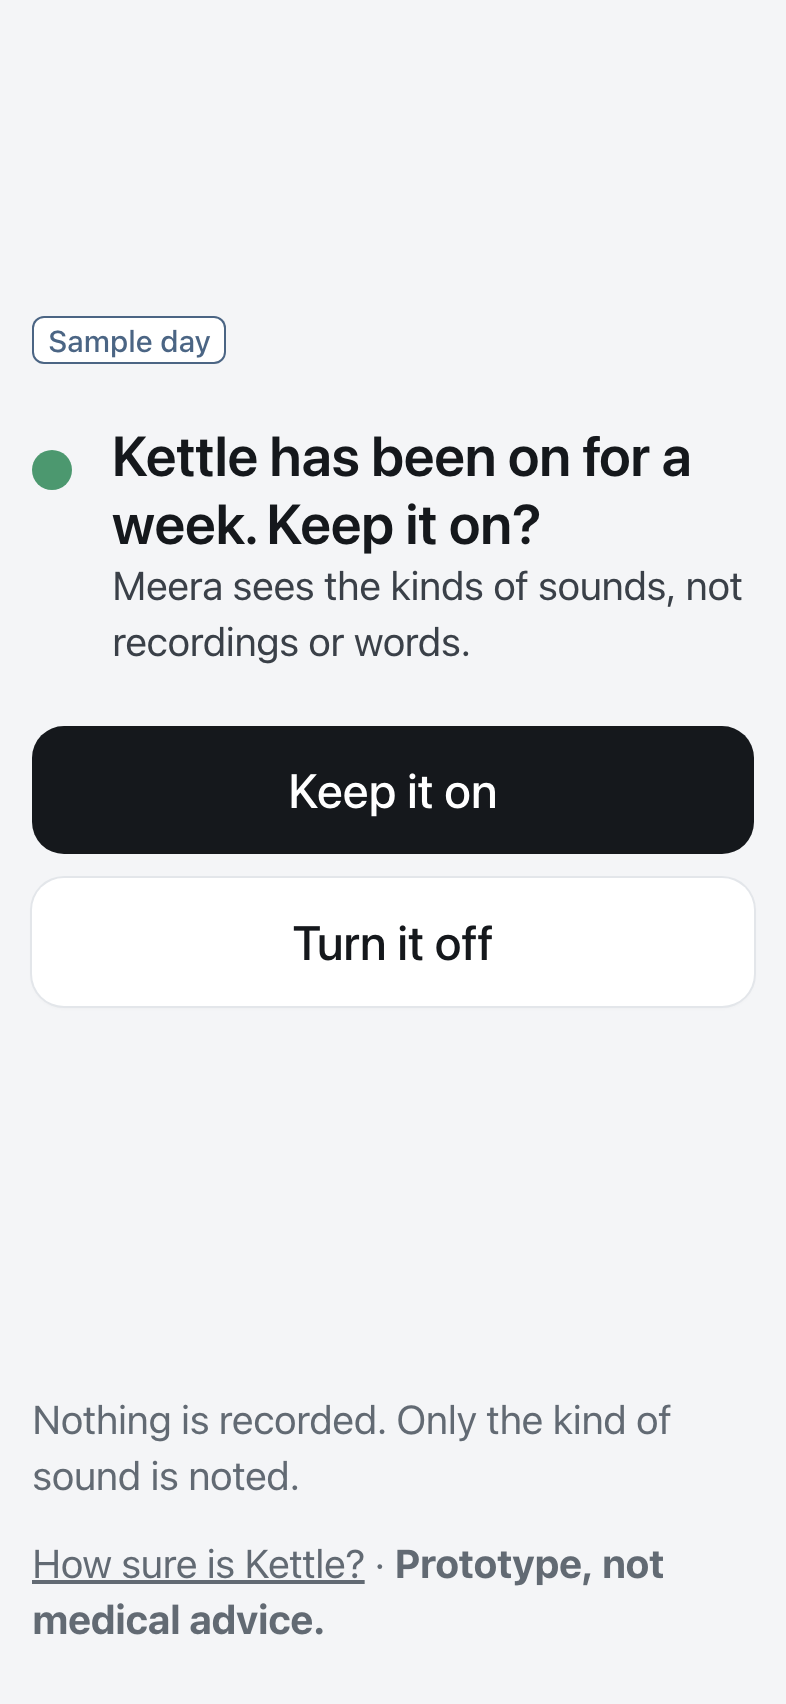 Sample day
Kettle has been on for a
week. Keep it on?
Meera sees the kinds of sounds, not
recordings or words.
Keep it on
Turn it off
Nothing is recorded. Only the kind of
sound is noted.
How sure is Kettle? · Prototype, not
medical advice.